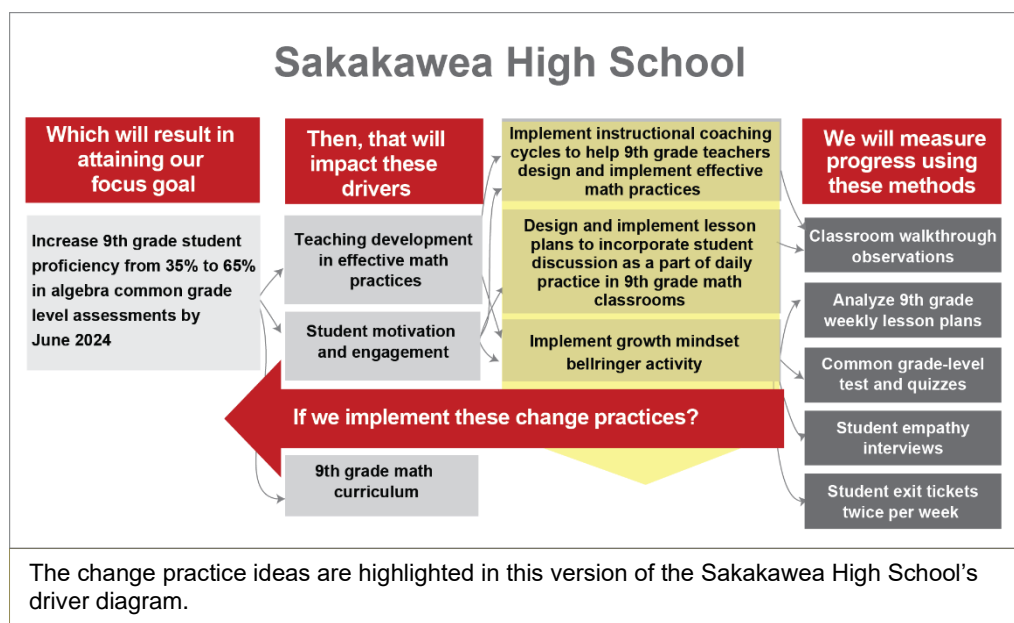 Sakakawea High School
Which will result in
attaining our
focus goal
Increase 9th grade student
proficiency from 35% to 65%
in algebra common grade
level assessments by
June 2024
Then, that will
impact these
drivers
Teaching development
in effective math
practices
Student motivation
and engagement
9th grade math
curriculum
Implement instructional coaching
cycles to help 9th grade teachers
design and implement effective
math practices
Design and implement lesson
plans to incorporate student
discussion as a part of daily
practice in 9th grade math
classrooms
Implement growth mindset
bellringer activity
If we implement these change practices?
We will measure
progress using
these methods
Classroom walkthrough
observations
Analyze 9th grade
weekly lesson plans
Common grade-level
test and quizzes
Student empathy
interviews
Student exit tickets
twice per week
The change practice ideas are highlighted in this version of the Sakakawea High School’s
driver diagram.